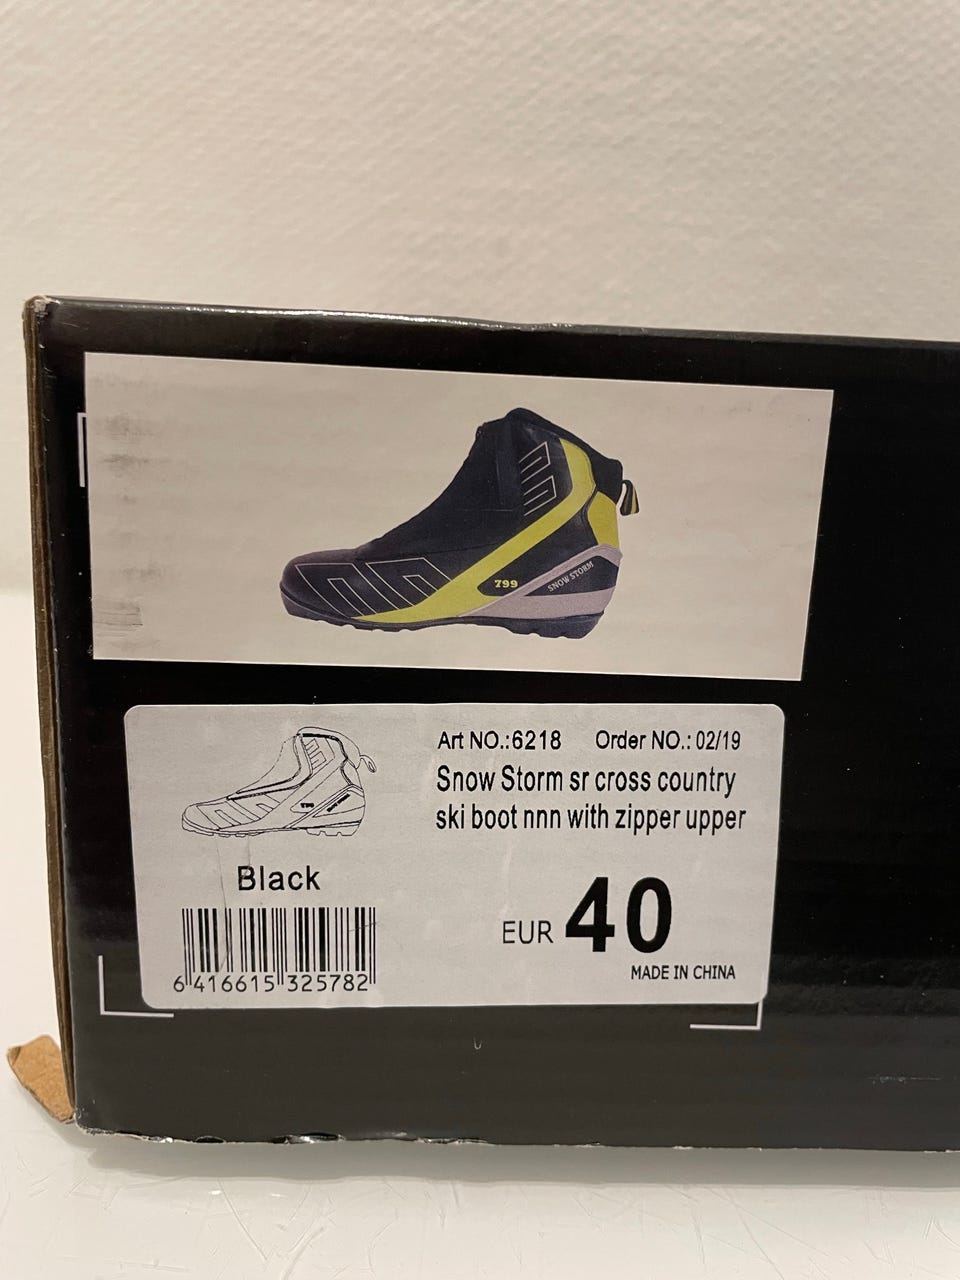 799
SNOW STORM
Art NO.:6218 Order NO.: 02/19
Snow Storm sr cross country
ski boot nnn with zipper upper
799
Black
EUR 40
6 416615 325782
MADE IN CHINA